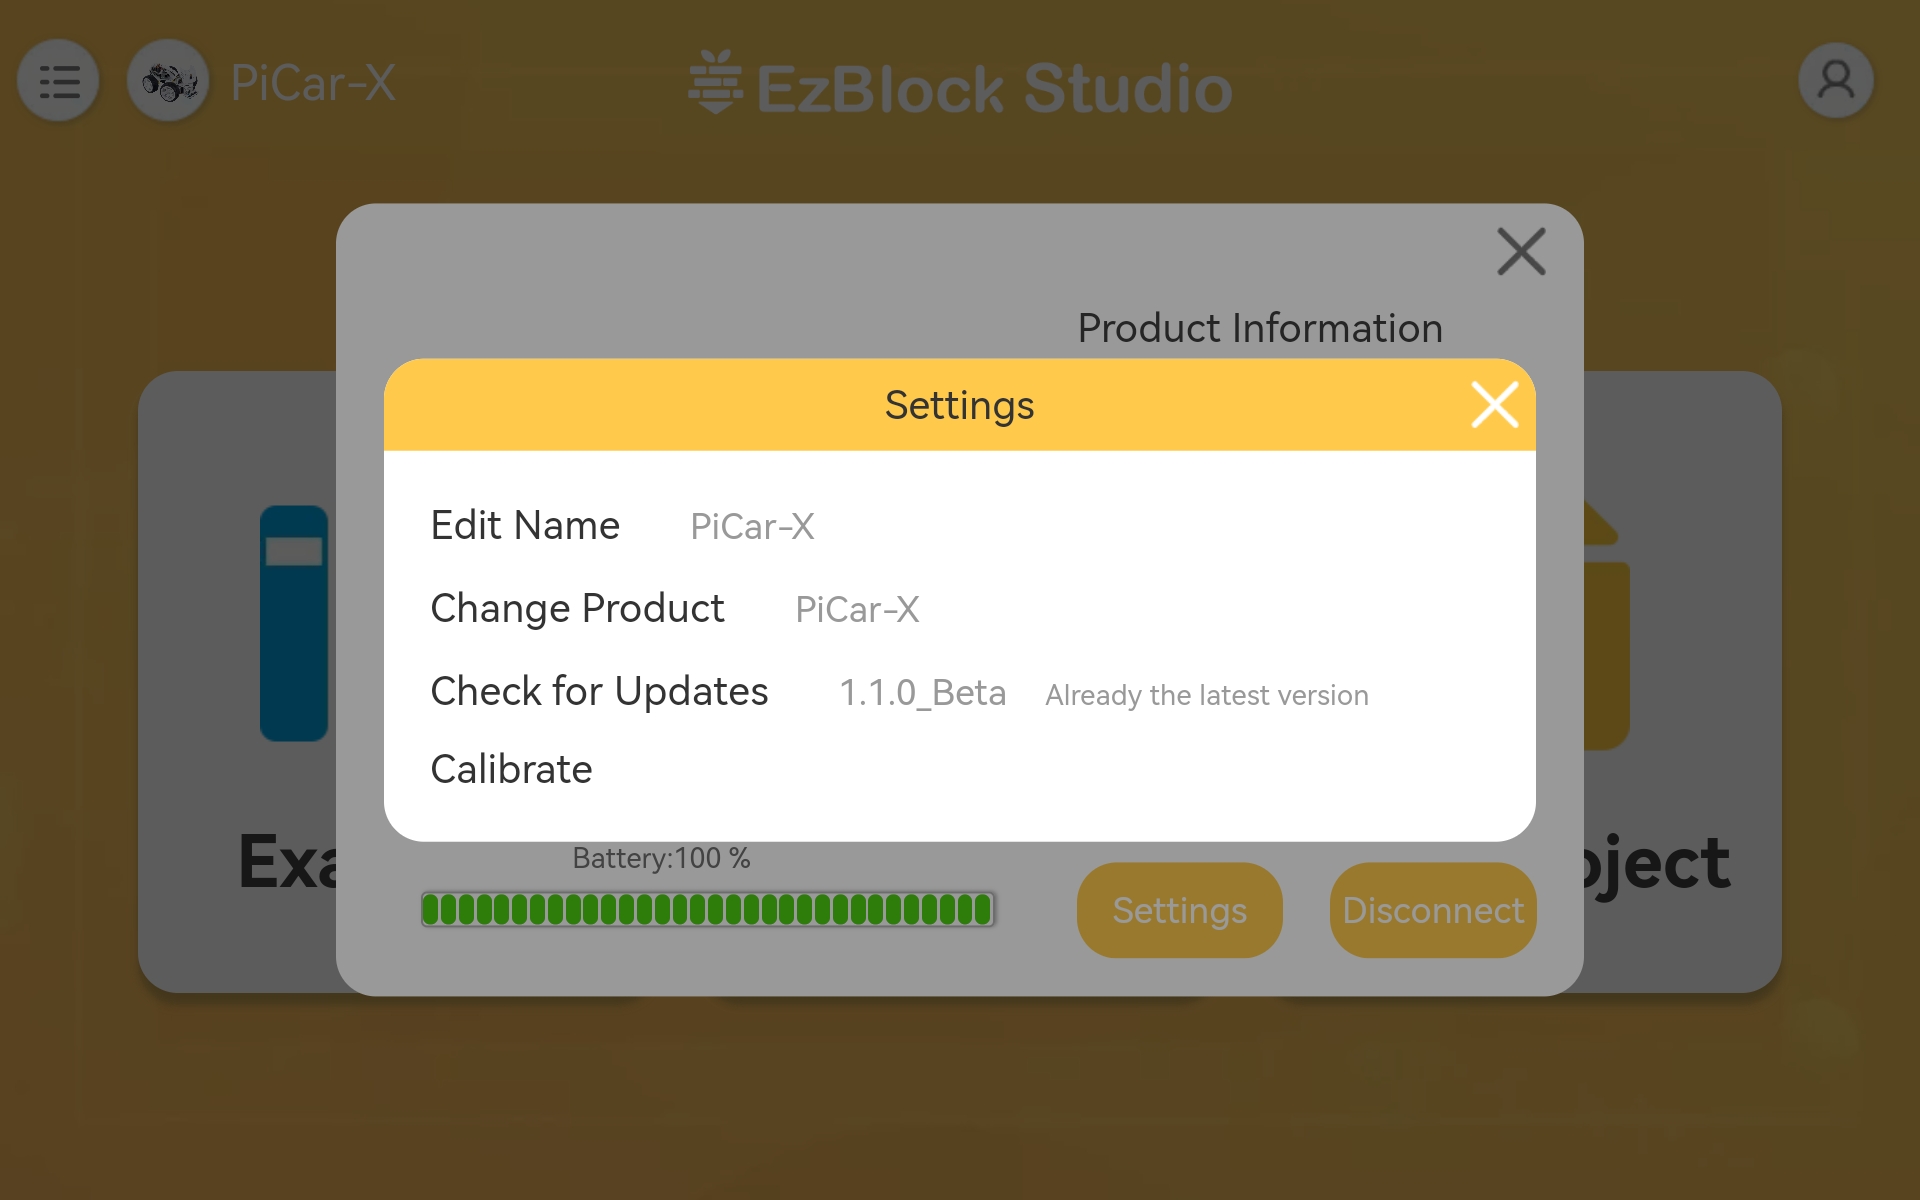 PiCar-X
EzBlock Studio
Product Information
Settings
Edit Name PiCar-X
Change Product PiCar-X
Check for Updates 1.1.0_Beta Already the latest version
Calibrate
Exa
oject
Battery:100 %
Settings
Disconnect